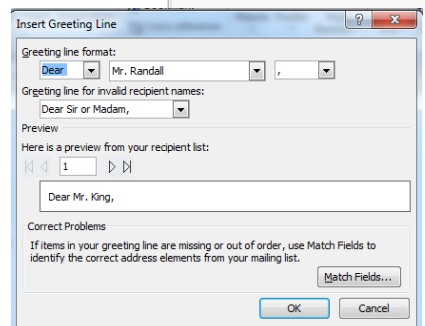 Insert Greeting Line
Greeting line format:
Dear Mr. Randall ,
Greeting line for invalid recipient names:
Dear Sir or Madam,
Preview
Here is a preview from your recipient list:
1
Dear Mr. King,
Correct Problems
If items in your greeting line are missing or out of order, use Match Fields to
identify the correct address elements from your mailing list.
Match Fields...
OK Cancel